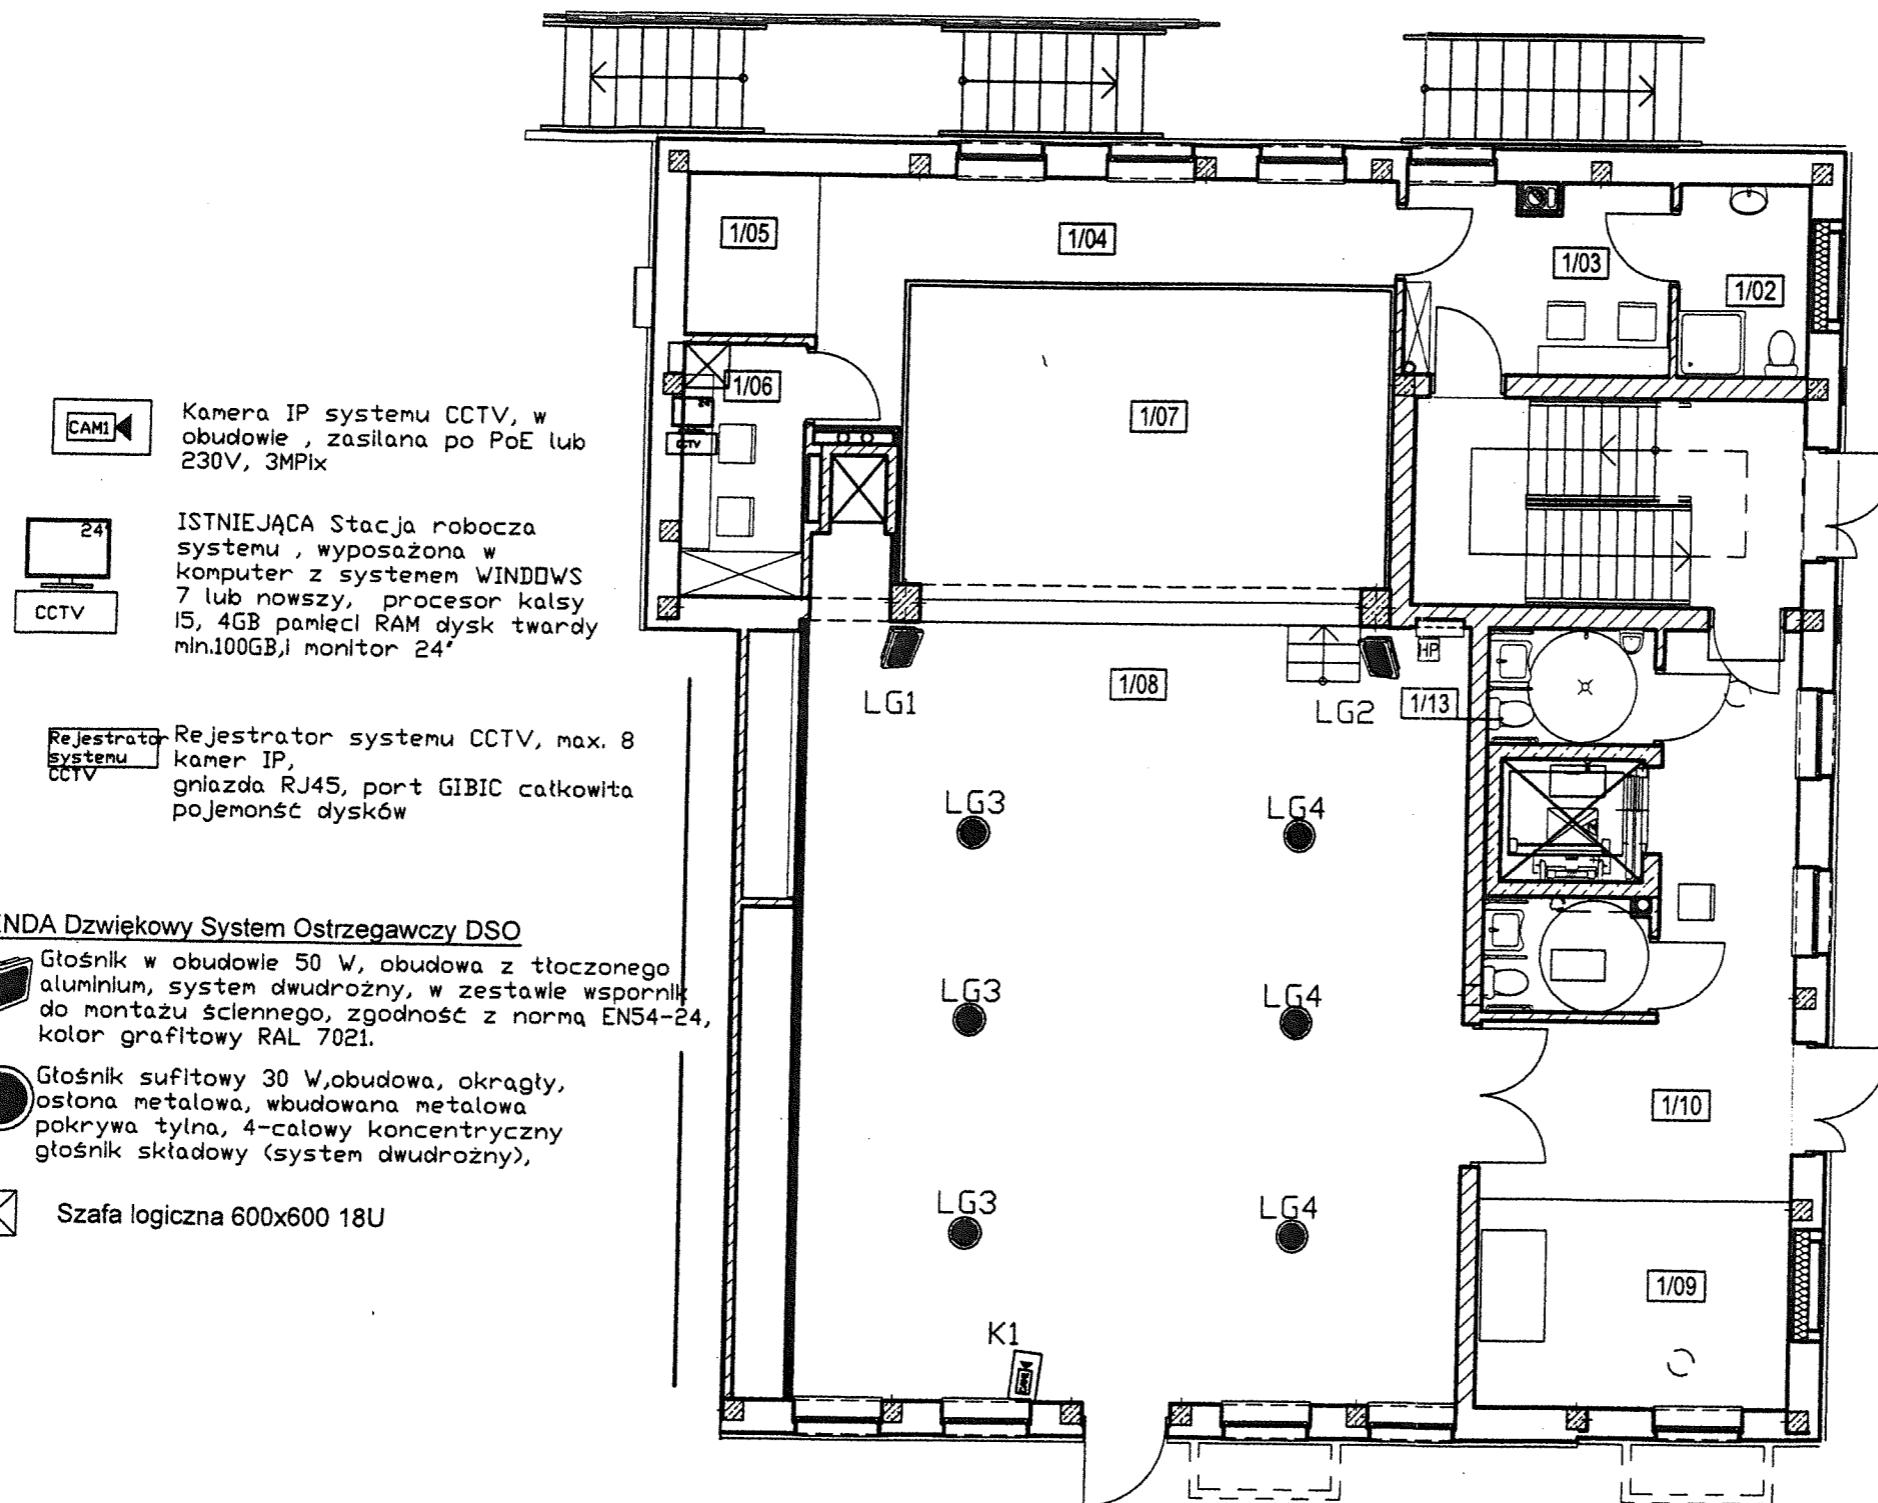 CAM1
Kamera IP systemu CCTV, w
obudowie , zasilana po PoE lub
230V, 3MPix
24"
CCTV
ISTNIEJĄCA Stacja robocza
systemu , wyposażona w
komputer z systemem WINDOWS
7 lub nowszy, procesor kalsy
I5, 4GB pamięci RAM dysk twardy
min.100GB,i monitor 24"
Rejestrator
systemu
CCTV
Rejestrator systemu CCTV, max. 8
kamer IP,
gniazda RJ45, port GIBIC całkowita
pojemonść dysków
ENDA Dzwiękowy System Ostrzegawczy DSO
Głośnik w obudowie 50 W, obudowa z tłoczonego
aluminium, system dwudrożny, w zestawie wspornik
do montażu ściennego, zgodność z normą EN54-24,
kolor grafitowy RAL 7021.
Głośnik sufitowy 30 W,obudowa, okrągły,
osłona metalowa, wbudowana metalowa
pokrywa tylna, 4-calowy koncentryczny
głośnik składowy (system dwudrożny),
Szafa logiczna 600x600 18U
1/05
1/04
1/03
1/02
1/06
1/07
CCTV
HP
1/08
LG1
LG2
1/13
LG3
LG4
LG3
LG4
1/10
LG3
LG4
1/09
K1